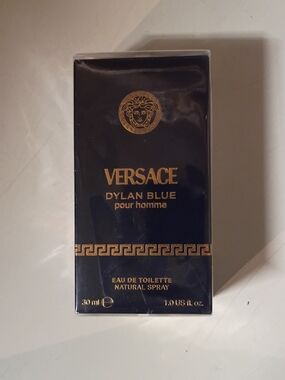 VERSACE
DYLAN BLUE
pour homme
EAU DE TOILETTE
NATURAL SPRAY
30 ml ℮ 1.0 US fl. oz.